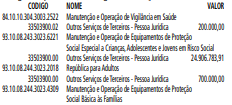 CODIGO NOME VALOR
84.10.10.304.3003.2522 Manutenção e Operação de Vigilância em Saúde
33503900.02 Outros Serviços de Terceiros - Pessoa Jurídica 200.000,00
93.10.08.243.3023.6221 Manutenção e Operação de Equipamentos de Proteção
Social Especial a Crianças, Adolescentes e Jovens em Risco Social
33503900.00 Outros Serviços de Terceiros - Pessoa Jurídica 24.906.783,91
93.10.08.243.3023.2018 República para Adultos
33503900.00 Outros Serviços de Terceiros - Pessoa Jurídica 700.000,00
93.10.08.244.3023.4309 Manutenção e Operação de Equipamentos de Proteção
Social Básica às Famílias